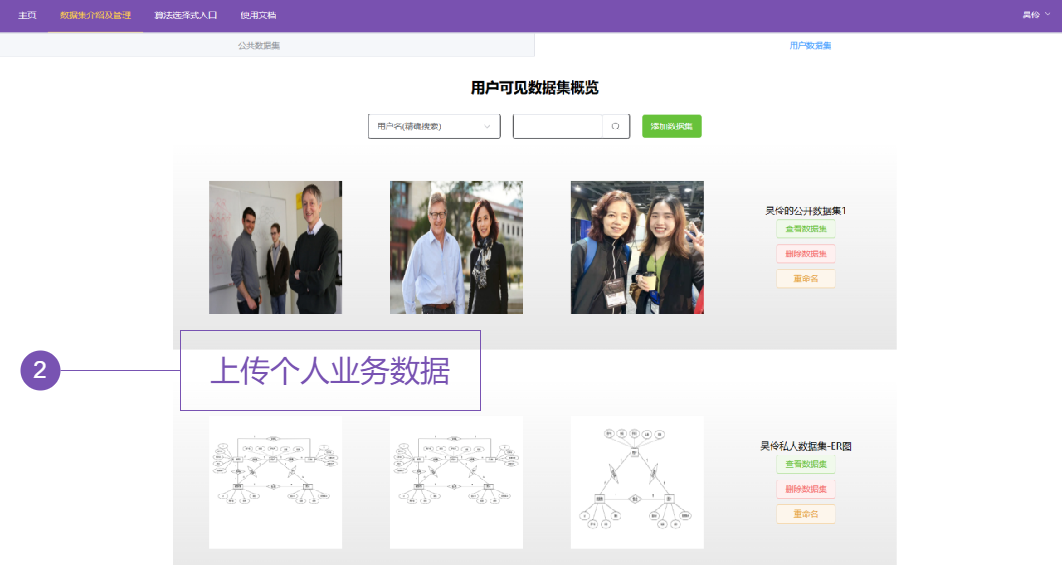 主页 数据集介绍及管理 算法选择式入口 使用文档 吴伶
公共数据集 用户数据集
用户可见数据集概览
用户名(精确搜索) 添加数据集
吴伶的公开数据集1
查看数据集
删除数据集
重命名
2 上传个人业务数据
吴伶私人数据集-ER图
查看数据集
删除数据集
重命名